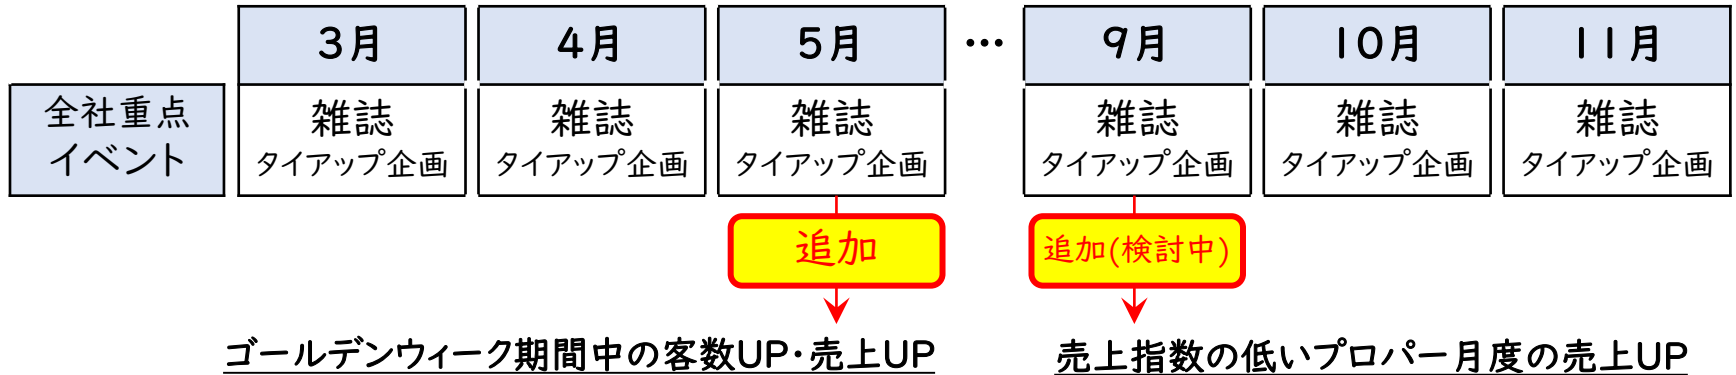 3月 4月 5月 … 9月 10月 11月
全社重点
イベント
雑誌 雑誌 雑誌 雑誌 雑誌 雑誌
タイアップ企画 タイアップ企画 タイアップ企画 タイアップ企画 タイアップ企画 タイアップ企画
追加 追加(検討中)
ゴールデンウィーク期間中の客数UP・売上UP
売上指数の低いプロパー月度の売上UP